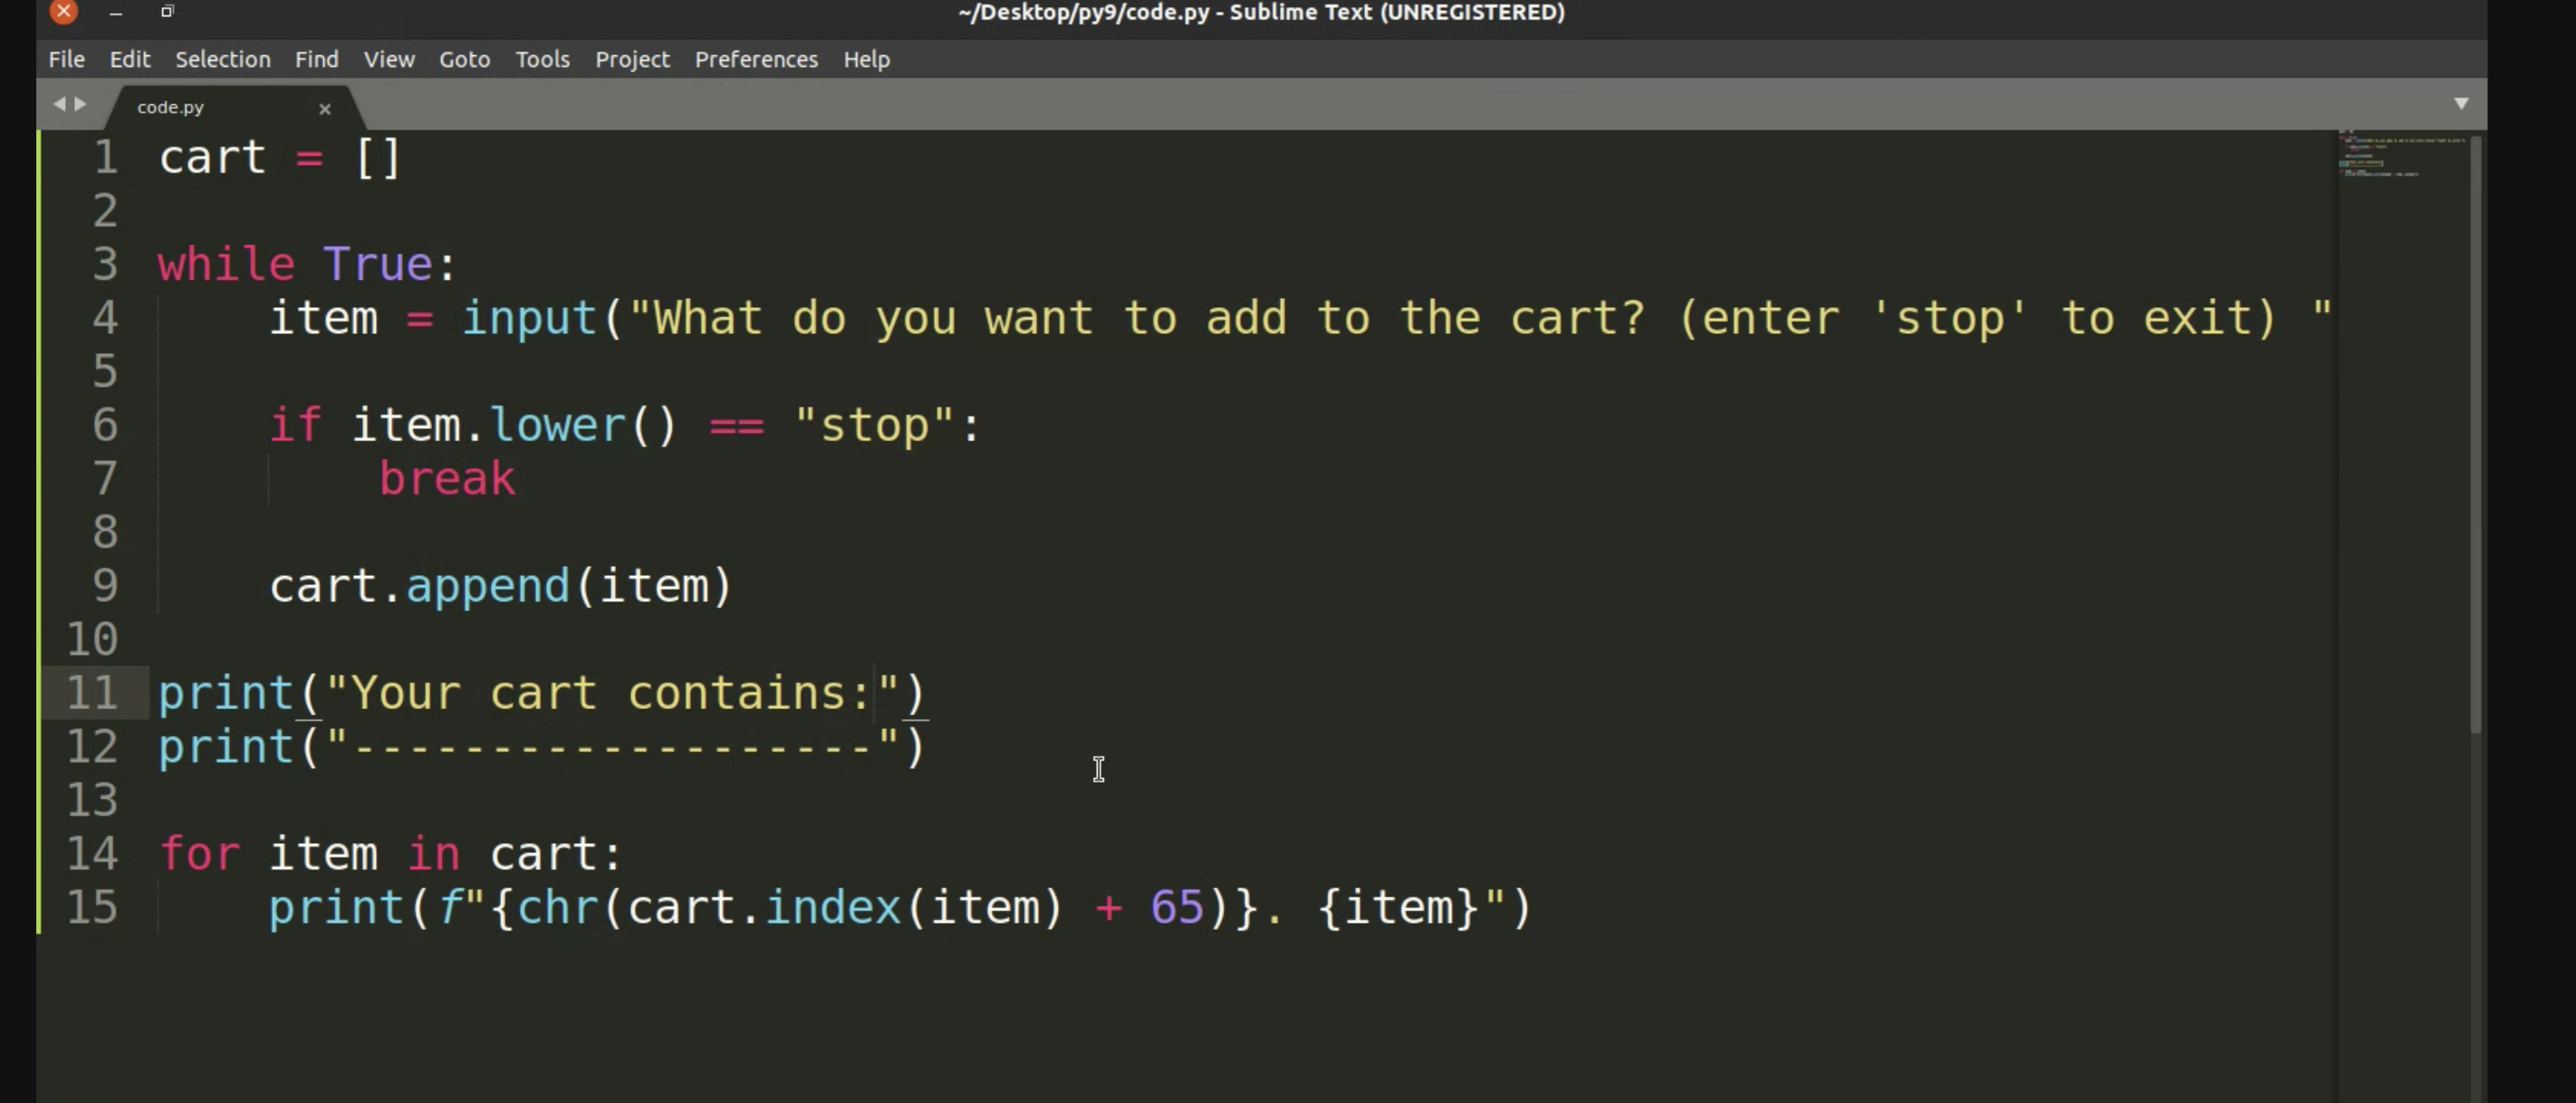 ~/Desktop/py9/code.py - Sublime Text (UNREGISTERED)
File Edit Selection Find View Goto Tools Project Preferences Help
code.py
1 cart = []
2
3 while True:
4     item = input("What do you want to add to the cart? (enter 'stop' to exit) "
5
6     if item.lower() == "stop":
7         break
8
9     cart.append(item)
10
11 print("Your cart contains:")
12 print("-------------------")
13
14 for item in cart:
15     print(f"{chr(cart.index(item) + 65)}. {item}")